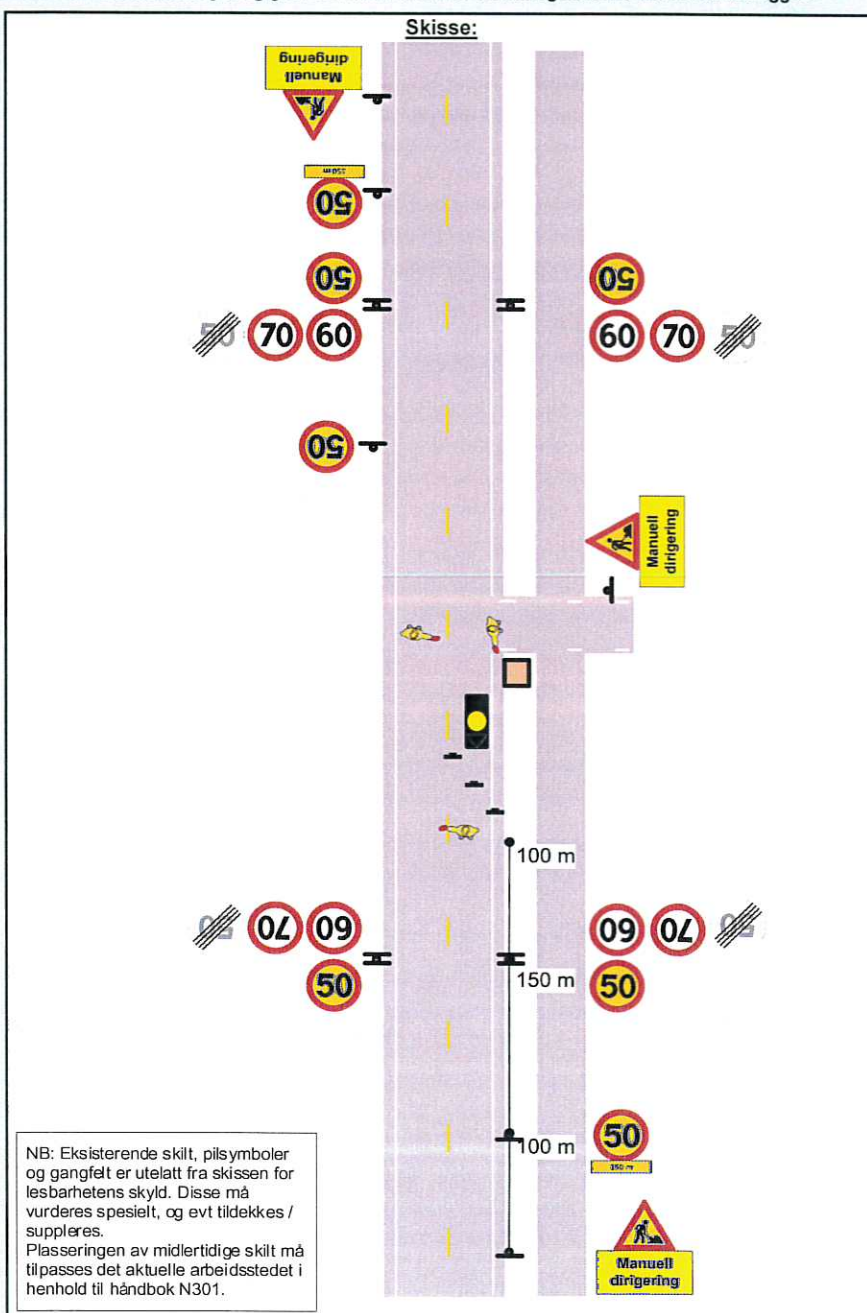 Skisse:
Manuell
dirigering
50
50
50
50
70
60
60
70
50
Manuell
dirigering
100 m
70
60
60
70
150 m
50
50
100 m
50
Manuell
dirigering
NB: Eksisterende skilt, pilsymboler
og gangfelt er utelatt fra skissen for
lesbarhetens skyld. Disse må
vurderes spesielt, og evt tildekkes /
suppleres.
Plasseringen av midlertidige skilt må
tilpasses det aktuelle arbeidsstedet i
henhold til håndbok N301.